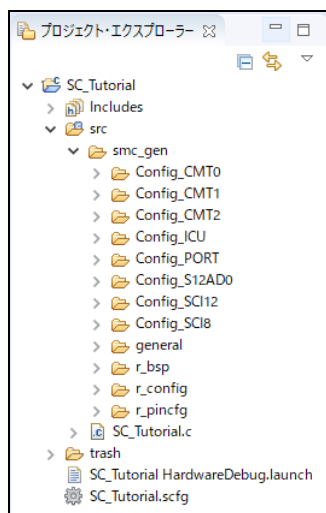 プロジェクト・エクスプローラー
SC_Tutorial
Includes
src
smc_gen
Config_CMT0
Config_CMT1
Config_CMT2
Config_ICU
Config_PORT
Config_S12AD0
Config_SCI12
Config_SCI8
general
r_bsp
r_config
r_pincfg
SC_Tutorial.c
trash
SC_Tutorial HardwareDebug.launch
SC_Tutorial.scfg